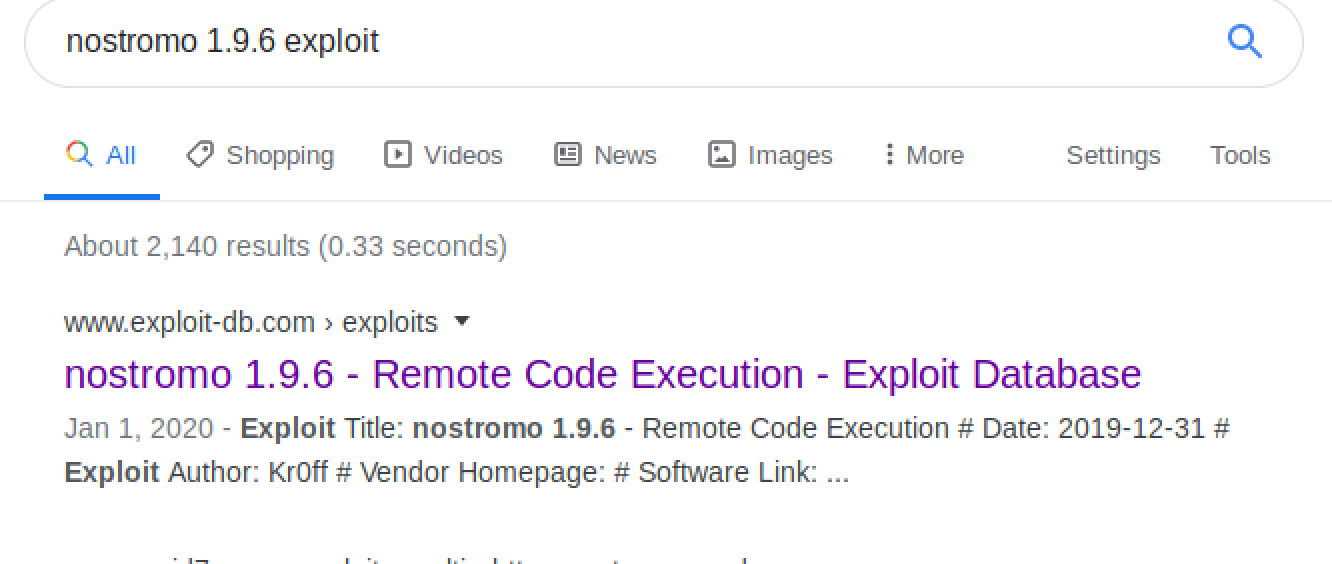 nostromo 1.9.6 exploit
All Shopping Videos News Images More Settings Tools
About 2,140 results (0.33 seconds)
www.exploit-db.com › exploits
nostromo 1.9.6 - Remote Code Execution - Exploit Database
Jan 1, 2020 - Exploit Title: nostromo 1.9.6 - Remote Code Execution # Date: 2019-12-31 #
Exploit Author: Kr0ff # Vendor Homepage: # Software Link: ...